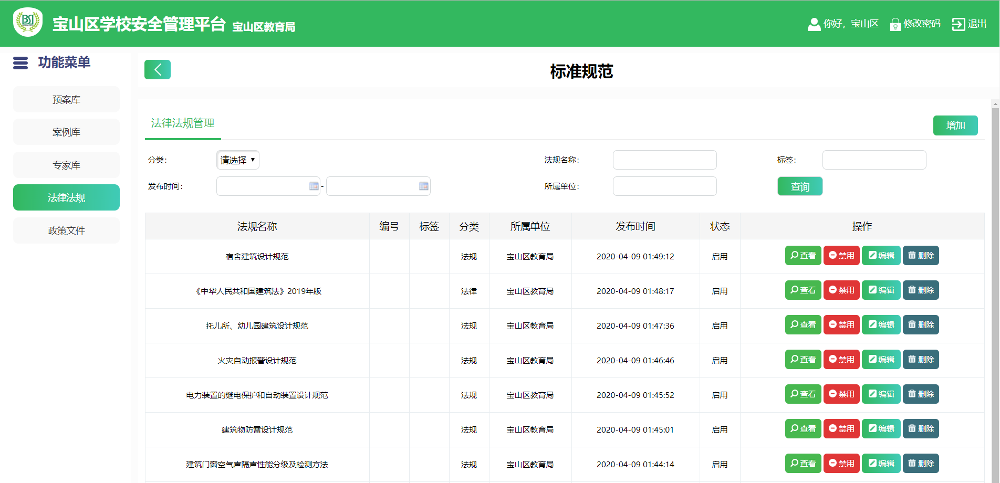 宝山区学校安全管理平台 宝山区教育局
你好，宝山区 修改密码 退出
功能菜单
预案库
案例库
专家库
法律法规
政策文件
标准规范
法律法规管理 增加
分类： 请选择 法规名称： 标签：
发布时间： - 所属单位： 查询
法规名称 编号 标签 分类 所属单位 发布时间 状态 操作
宿舍建筑设计规范 法规 宝山区教育局 2020-04-09 01:49:12 启用 查看 禁用 编辑 删除
《中华人民共和国建筑法》2019年版 法律 宝山区教育局 2020-04-09 01:48:17 启用 查看 禁用 编辑 删除
托儿所、幼儿园建筑设计规范 法规 宝山区教育局 2020-04-09 01:47:36 启用 查看 禁用 编辑 删除
火灾自动报警设计规范 法规 宝山区教育局 2020-04-09 01:46:46 启用 查看 禁用 编辑 删除
电力装置的继电保护和自动装置设计规范 法规 宝山区教育局 2020-04-09 01:45:52 启用 查看 禁用 编辑 删除
建筑物防雷设计规范 法规 宝山区教育局 2020-04-09 01:45:01 启用 查看 禁用 编辑 删除
建筑门窗空气声隔声性能分级及检测方法 法规 宝山区教育局 2020-04-09 01:44:14 启用 查看 禁用 编辑 删除